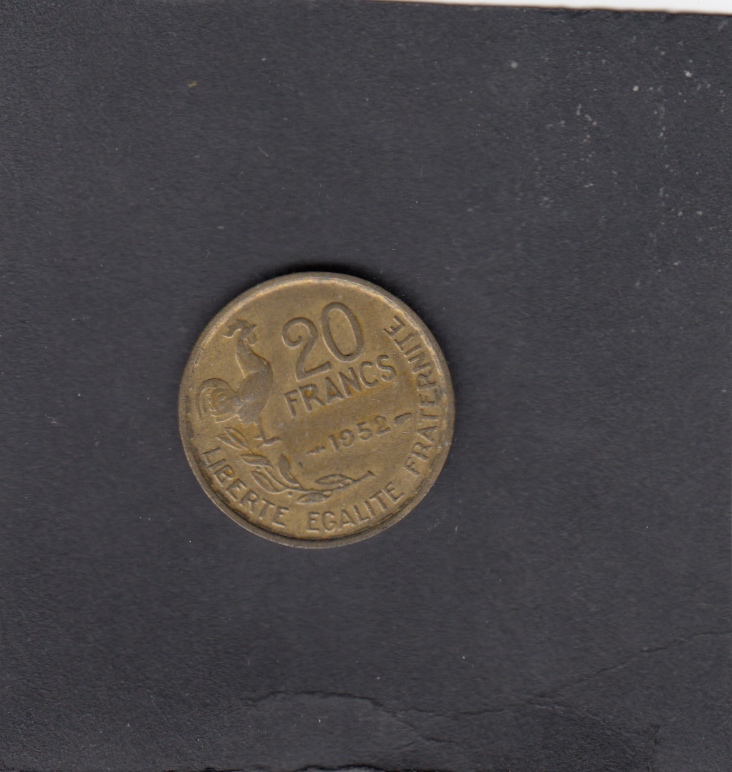 20
FRANCS
1952
LIBERTE EGALITE FRATERNITE